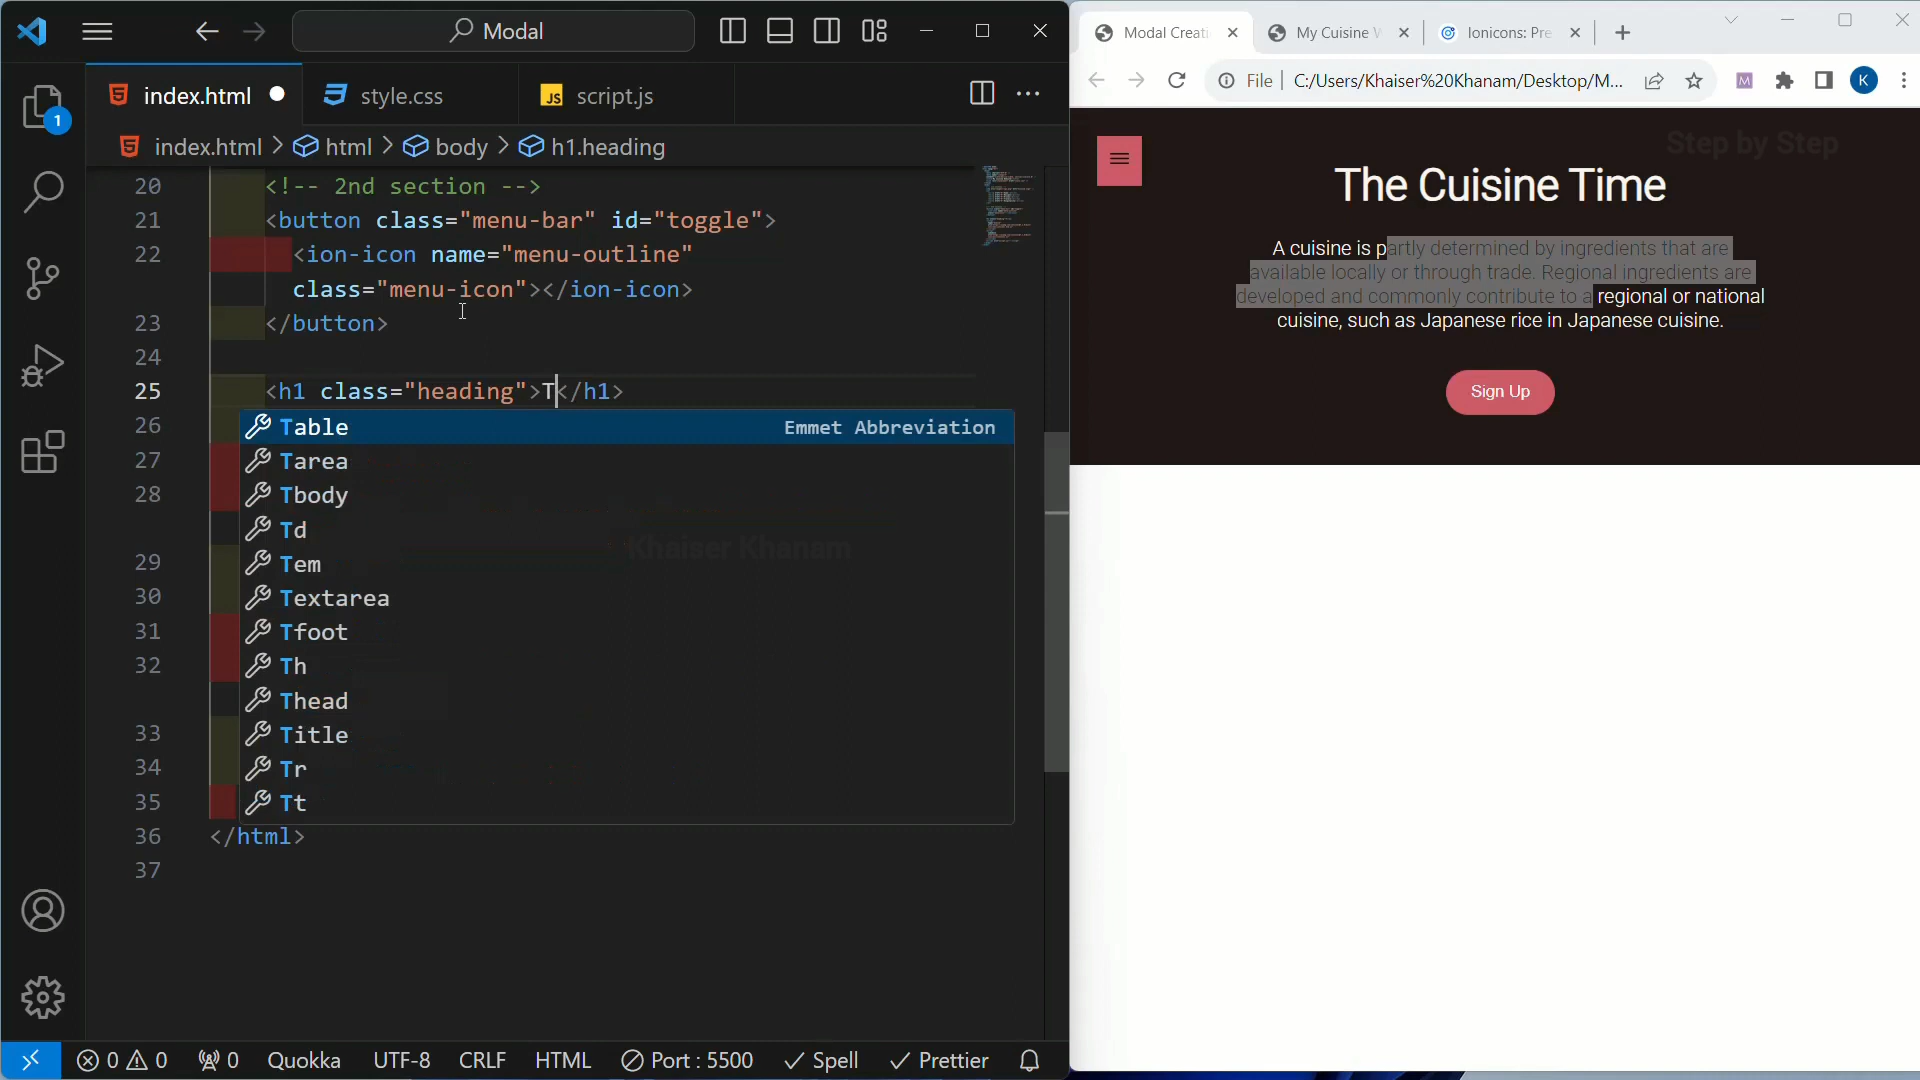 Modal
index.html
style.css
JS script.js
index.html > html > body > h1.heading
20 <!-- 2nd section -->
21 <button class="menu-bar" id="toggle">
22 <ion-icon name="menu-outline"
class="menu-icon"></ion-icon>
23 </button>
24
25 <h1 class="heading">T</h1>
26 Table Emmet Abbreviation
27 Tarea
28 Tbody
Td
29 Tem
30 Textarea
31 Tfoot
32 Th
Thead
33 Title
34 Tr
35 Tt
36 </html>
37
1
Khaiser Khanam
0 0 0 Quokka UTF-8 CRLF HTML Port : 5500 Spell Prettier
Modal Creati
My Cuisine W
Ionicons: Pre
File C:/Users/Khaiser%20Khanam/Desktop/M...
M
K
Step by Step
The Cuisine Time
A cuisine is partly determined by ingredients that are
available locally or through trade. Regional ingredients are
developed and commonly contribute to a regional or national
cuisine, such as Japanese rice in Japanese cuisine.
Sign Up